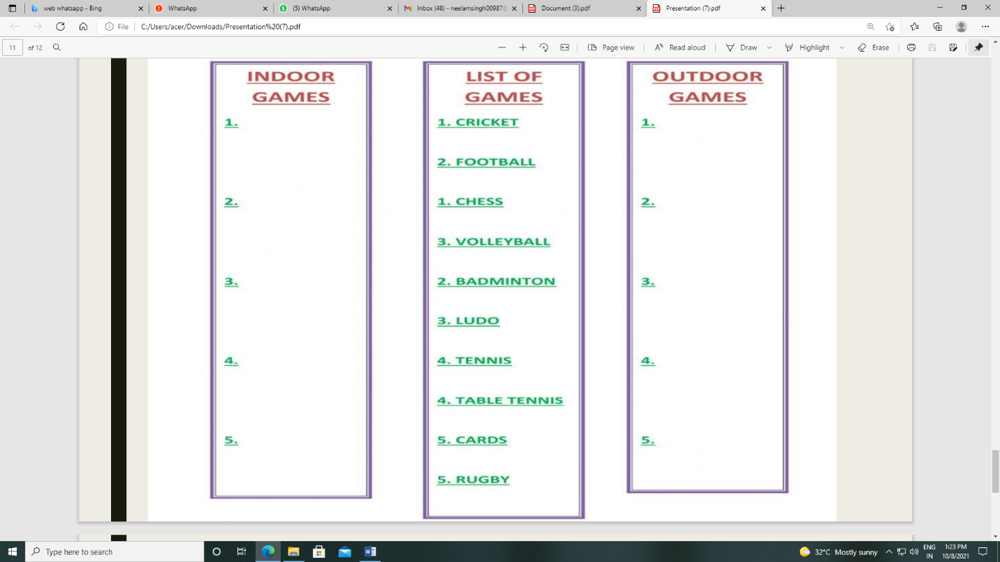 web whatsapp - Bing
WhatsApp
(5) WhatsApp
Inbox (48) - neelamsingh00987@
Document (3).pdf
Presentation (7).pdf
File
C:/Users/acer/Downloads/Presentation%20(7).pdf
11 of 12
Page view
Read aloud
Draw
Highlight
Erase
INDOOR
GAMES
1.
2.
3.
4.
5.
LIST OF
GAMES
1. CRICKET
2. FOOTBALL
1. CHESS
3. VOLLEYBALL
2. BADMINTON
3. LUDO
4. TENNIS
4. TABLE TENNIS
5. CARDS
5. RUGBY
OUTDOOR
GAMES
1.
2.
3.
4.
5.
Type here to search
32°C Mostly sunny
ENG
IN
1:23 PM
10/8/2021